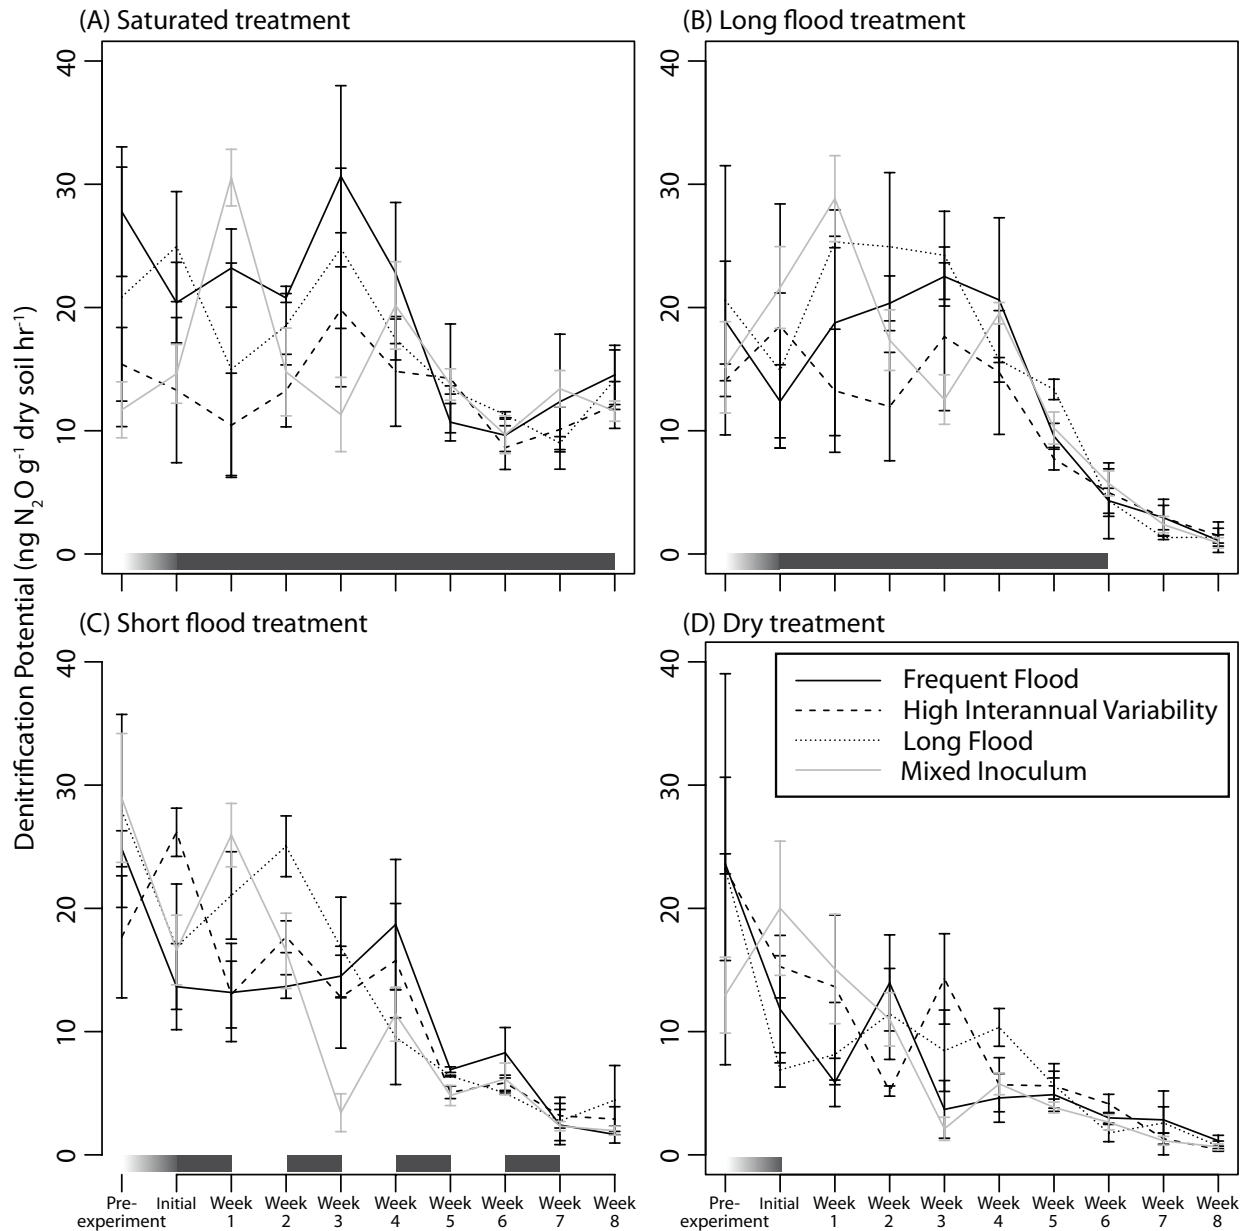 (A) Saturated treatment
(B) Long flood treatment
40
30
20
10
0
40
30
20
10
0
Denitrification Potential (ng N₂O g⁻¹ dry soil hr⁻¹)
(C) Short flood treatment
(D) Dry treatment
40
30
20
10
0
40
30
20
10
0
Frequent Flood
High Interannual Variability
Long Flood
Mixed Inoculum
Pre-experiment Initial Week 1 Week 2 Week 3 Week 4 Week 5 Week 6 Week 7 Week 8
Pre-experiment Initial Week 1 Week 2 Week 3 Week 4 Week 5 Week 6 Week 7 Week 8